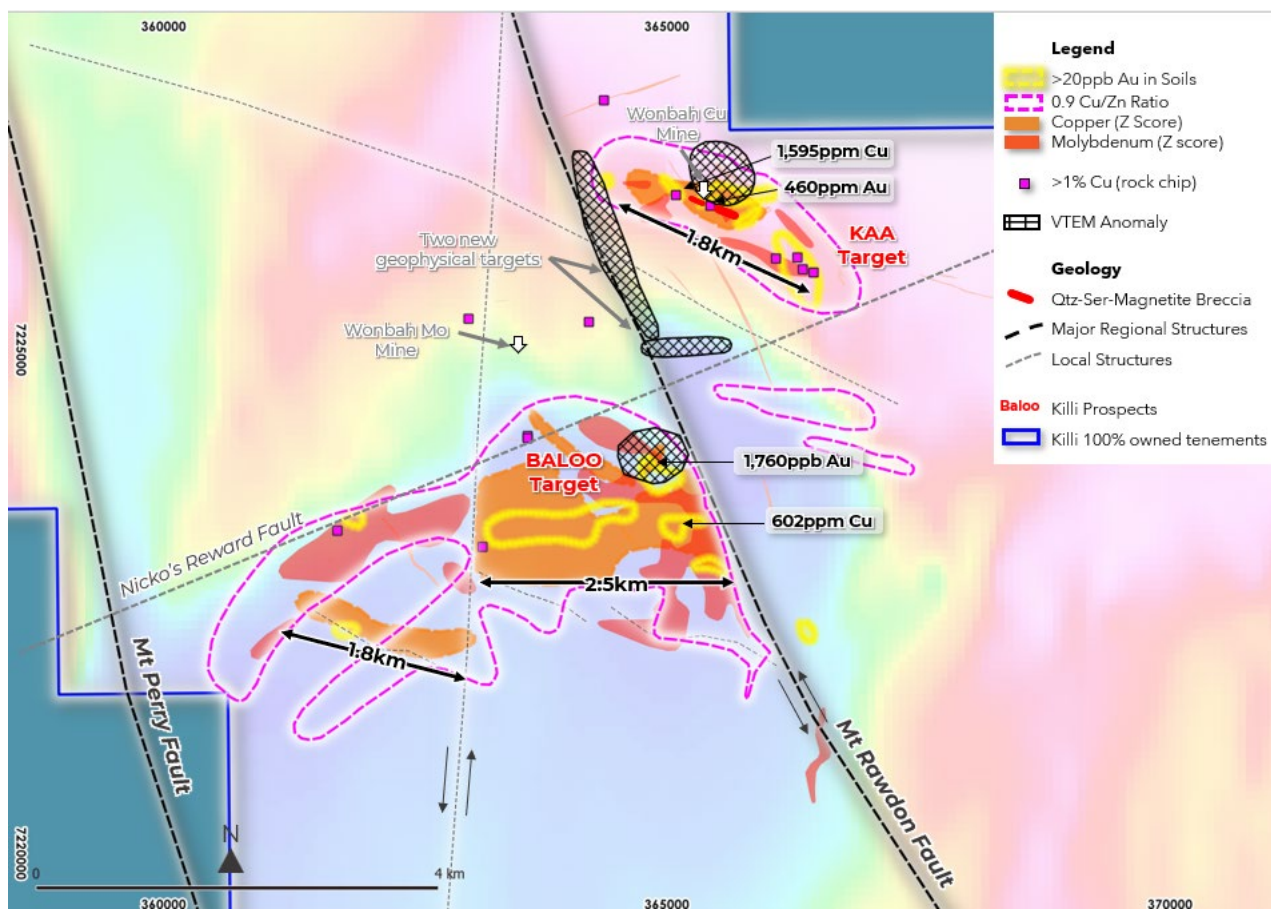 360000
365000
Legend
>20ppb Au in Soils
0.9 Cu/Zn Ratio
Copper (Z Score)
Molybdenum (Z score)
>1% Cu (rock chip)
VTEM Anomaly
Geology
Qtz-Ser-Magnetite Breccia
Major Regional Structures
Local Structures
Baloo Killi Prospects
Killi 100% owned tenements
Wonbah Cu
Mine
1,595ppm Cu
460ppm Au
KAA
Target
1.8km
Two new
geophysical targets
Wonbah Mo
Mine
7225000
BALOO
Target
1,760ppb Au
602ppm Cu
Nicko's Reward Fault
2.5km
1.8km
Mt Perry Fault
Mt Rawdon Fault
7220000
N
0
4 km
360000
365000
370000